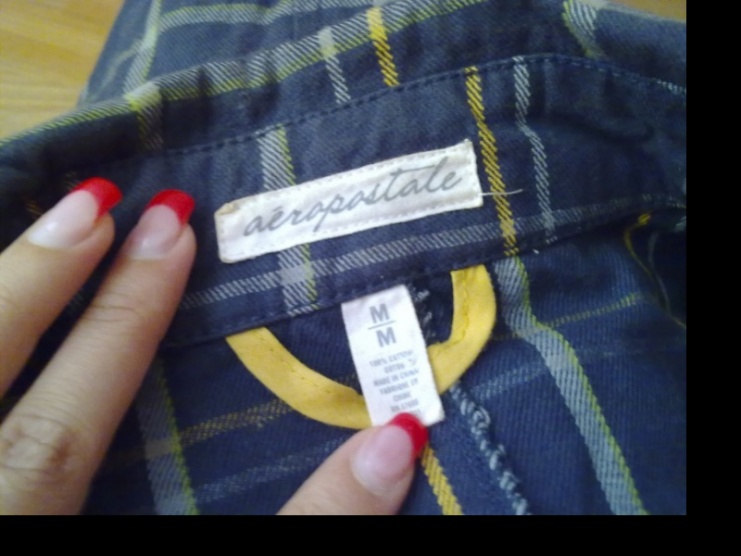 aéropostale
M
M
100% COTTON
MADE IN CHINA